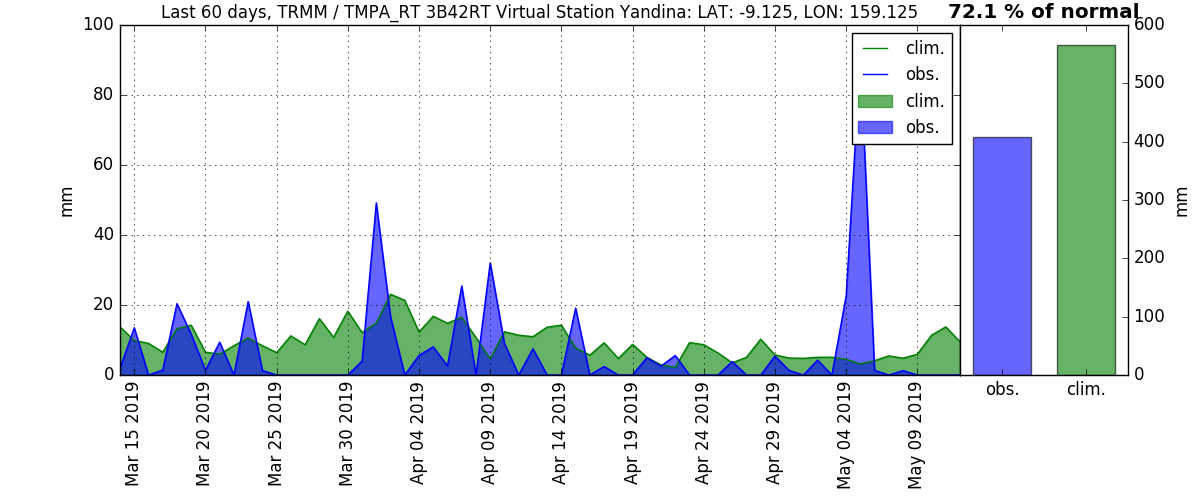 Last 60 days, TRMM / TMPA_RT 3B42RT Virtual Station Yandina: LAT: -9.125, LON: 159.125
72.1 % of normal
100
80
60
40
20
0
mm
clim.
obs.
clim.
obs.
600
500
400
300
200
100
0
mm
Mar 15 2019
Mar 20 2019
Mar 25 2019
Mar 30 2019
Apr 04 2019
Apr 09 2019
Apr 14 2019
Apr 19 2019
Apr 24 2019
Apr 29 2019
May 04 2019
May 09 2019
obs.
clim.